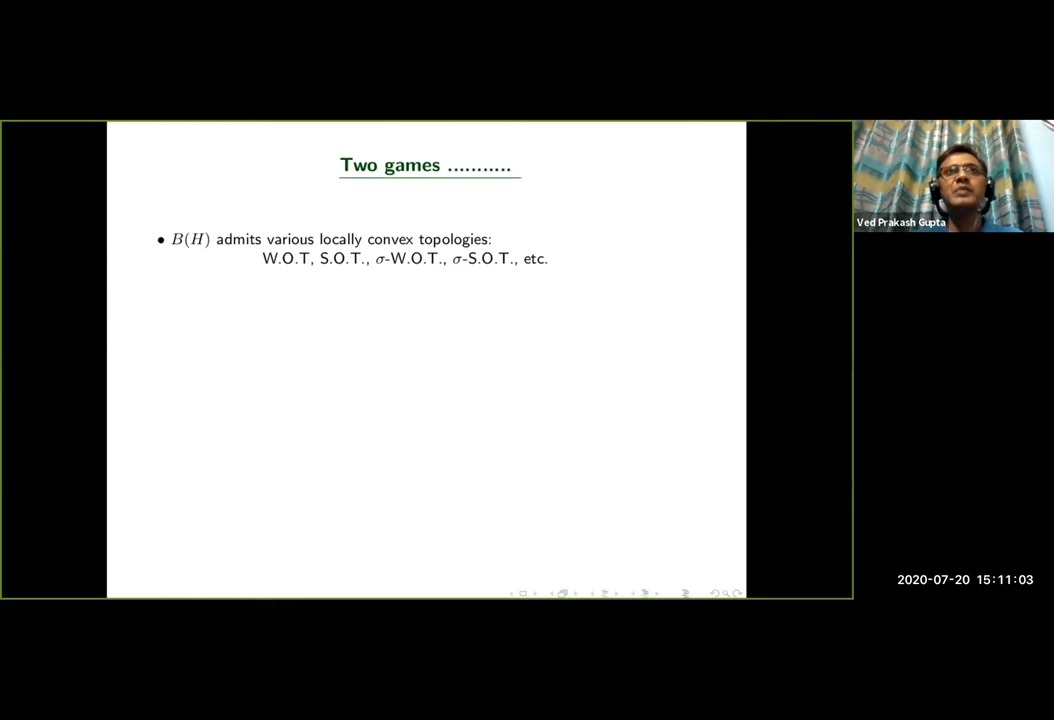 Two games ...........
• B(H) admits various locally convex topologies:
W.O.T, S.O.T., σ-W.O.T., σ-S.O.T., etc.
Ved Prakash Gupta
2020-07-20 15:11:03